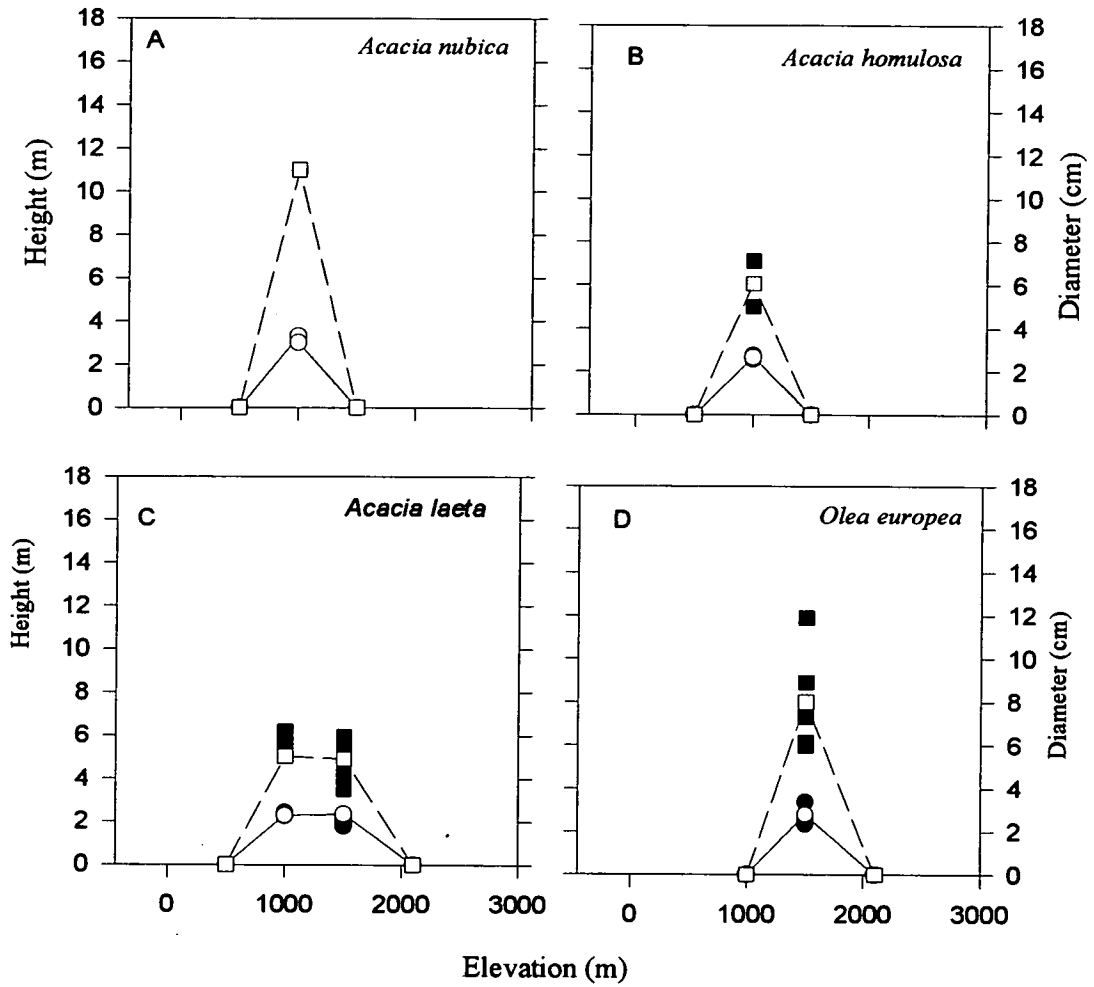 A
Acacia nubica
18
16
14
12
10
8
6
4
2
0
Height (m)
B
Acacia homulosa
18
16
14
12
10
8
6
4
2
0
Diameter (cm)
C
Acacia laeta
18
16
14
12
10
8
6
4
2
0
Height (m)
0 1000 2000 3000
D
Olea europea
18
16
14
12
10
8
6
4
2
0
Diameter (cm)
0 1000 2000 3000
Elevation (m)